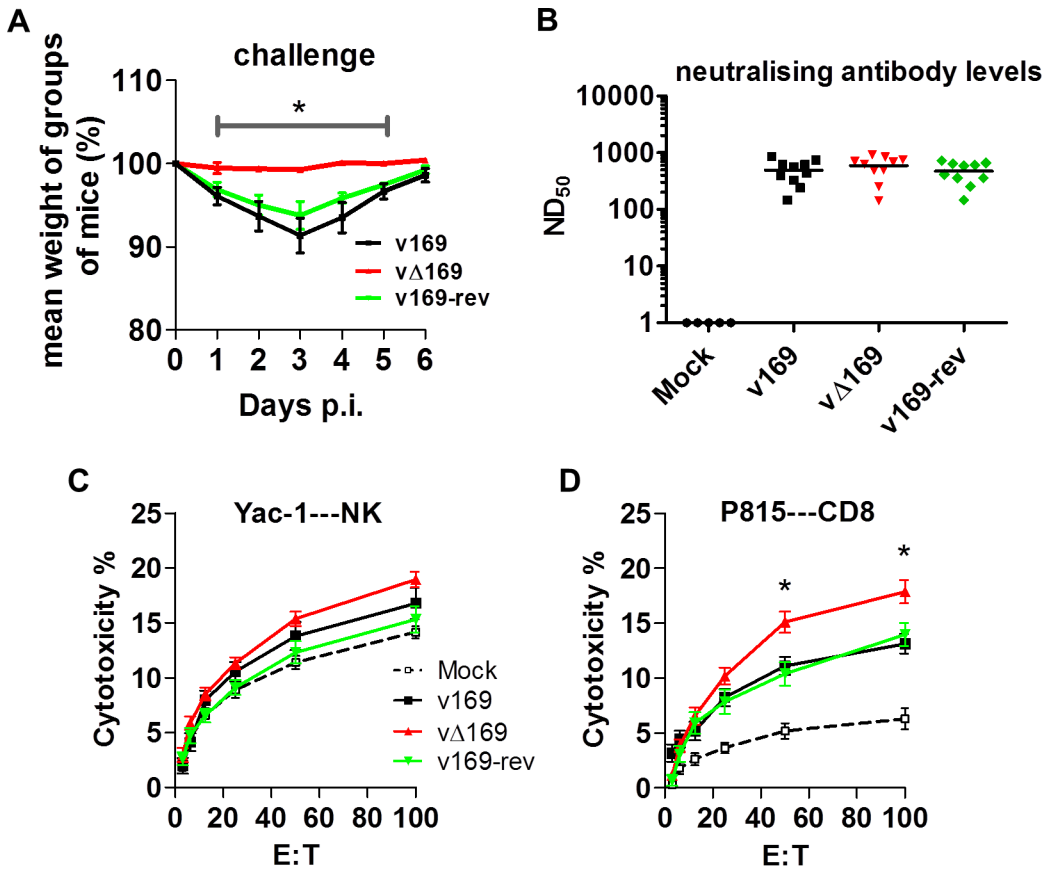 A
challenge
mean weight of groups
of mice (%)
110
100
90
80
*
v169
vΔ169
v169-rev
0 1 2 3 4 5 6
Days p.i.
B
neutralising antibody levels
ND50
10000
1000
100
10
1
Mock
v169
vΔ169
v169-rev
C
Yac-1---NK
Cytotoxicity %
25
20
15
10
5
0
Mock
v169
vΔ169
v169-rev
0 20 40 60 80 100
E:T
D
P815---CD8
Cytotoxicity %
25
20
15
10
5
0
*
*
0 20 40 60 80 100
E:T